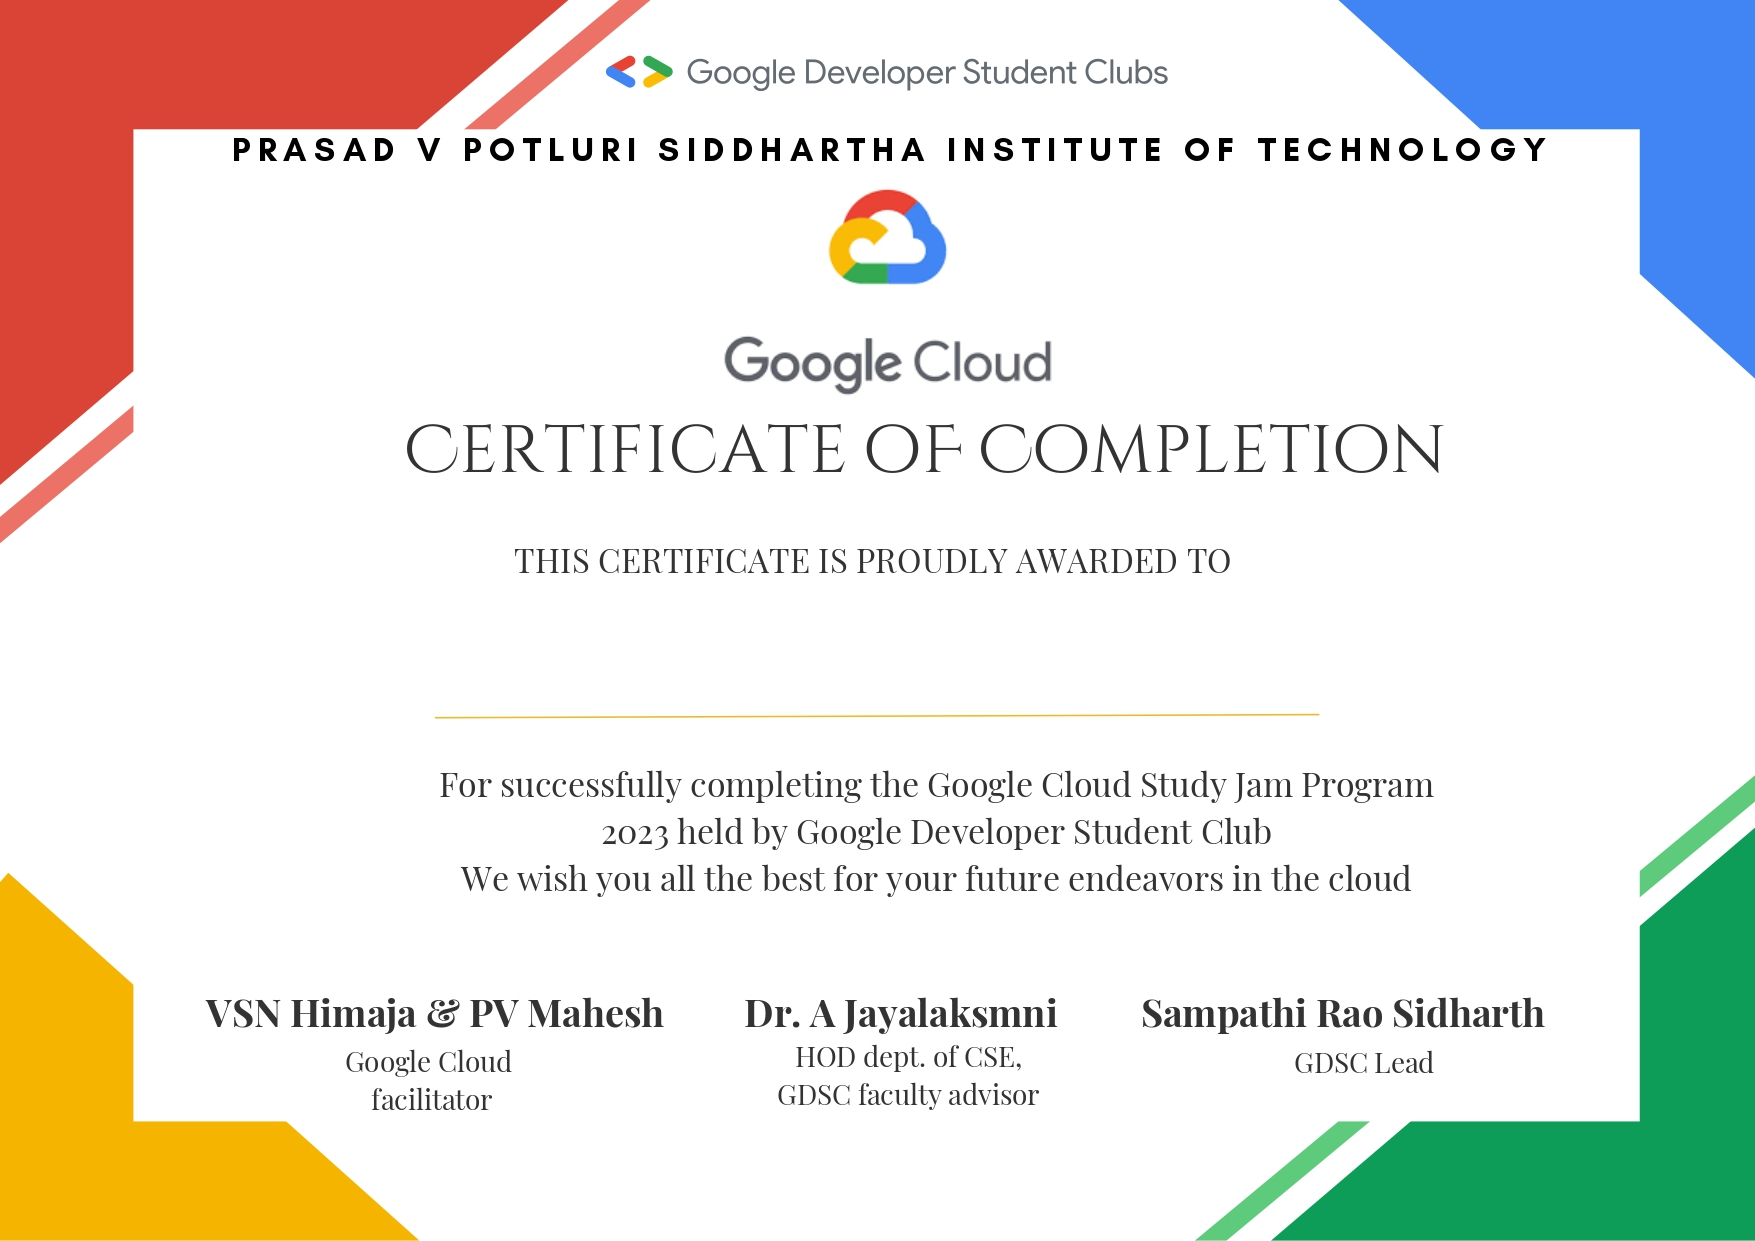 Google Developer Student Clubs
PRASAD V POTLURI SIDDHARTHA INSTITUTE OF TECHNOLOGY
Google Cloud
CERTIFICATE OF COMPLETION
THIS CERTIFICATE IS PROUDLY AWARDED TO
For successfully completing the Google Cloud Study Jam Program
2023 held by Google Developer Student Club
We wish you all the best for your future endeavors in the cloud
VSN Himaja & PV Mahesh
Google Cloud
facilitator
Dr. A Jayalaksmni
HOD dept. of CSE,
GDSC faculty advisor
Sampathi Rao Sidharth
GDSC Lead